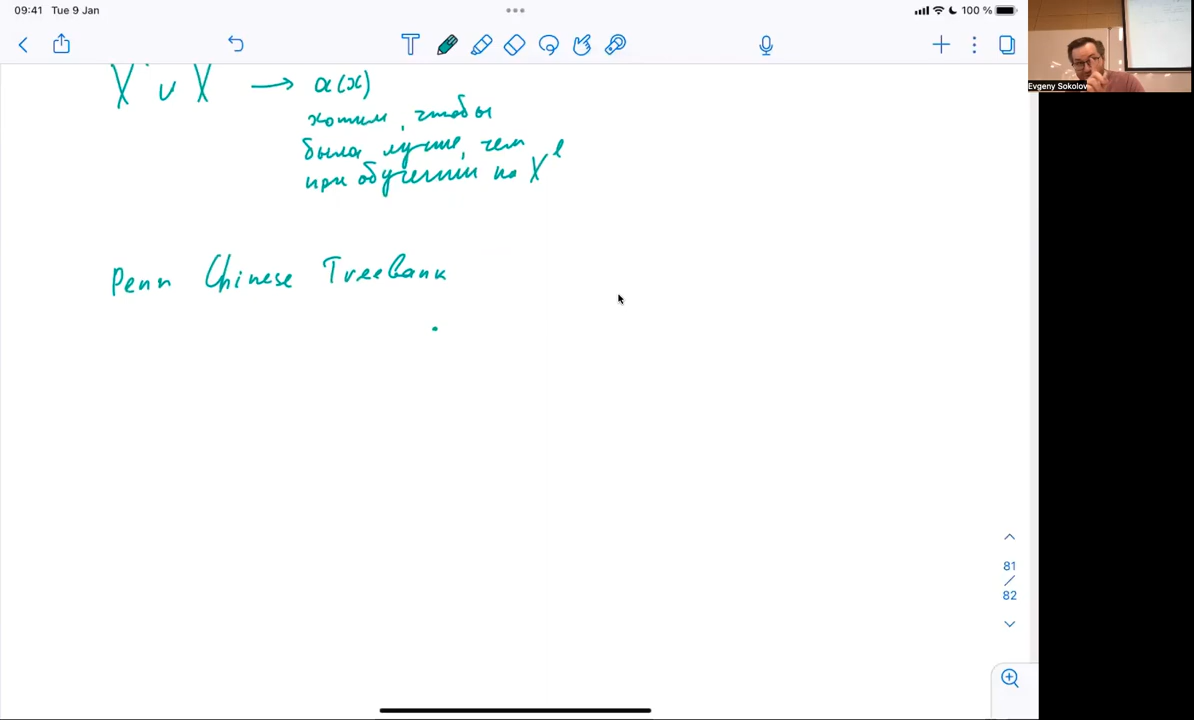 09:41 Tue 9 Jan
100 %
Evgeny Sokolov
X ∪ X → a(x)
хотим, чтобы
была лучше, чем
при обучении на Xˡ
Penn Chinese TreeBank
81
/
82